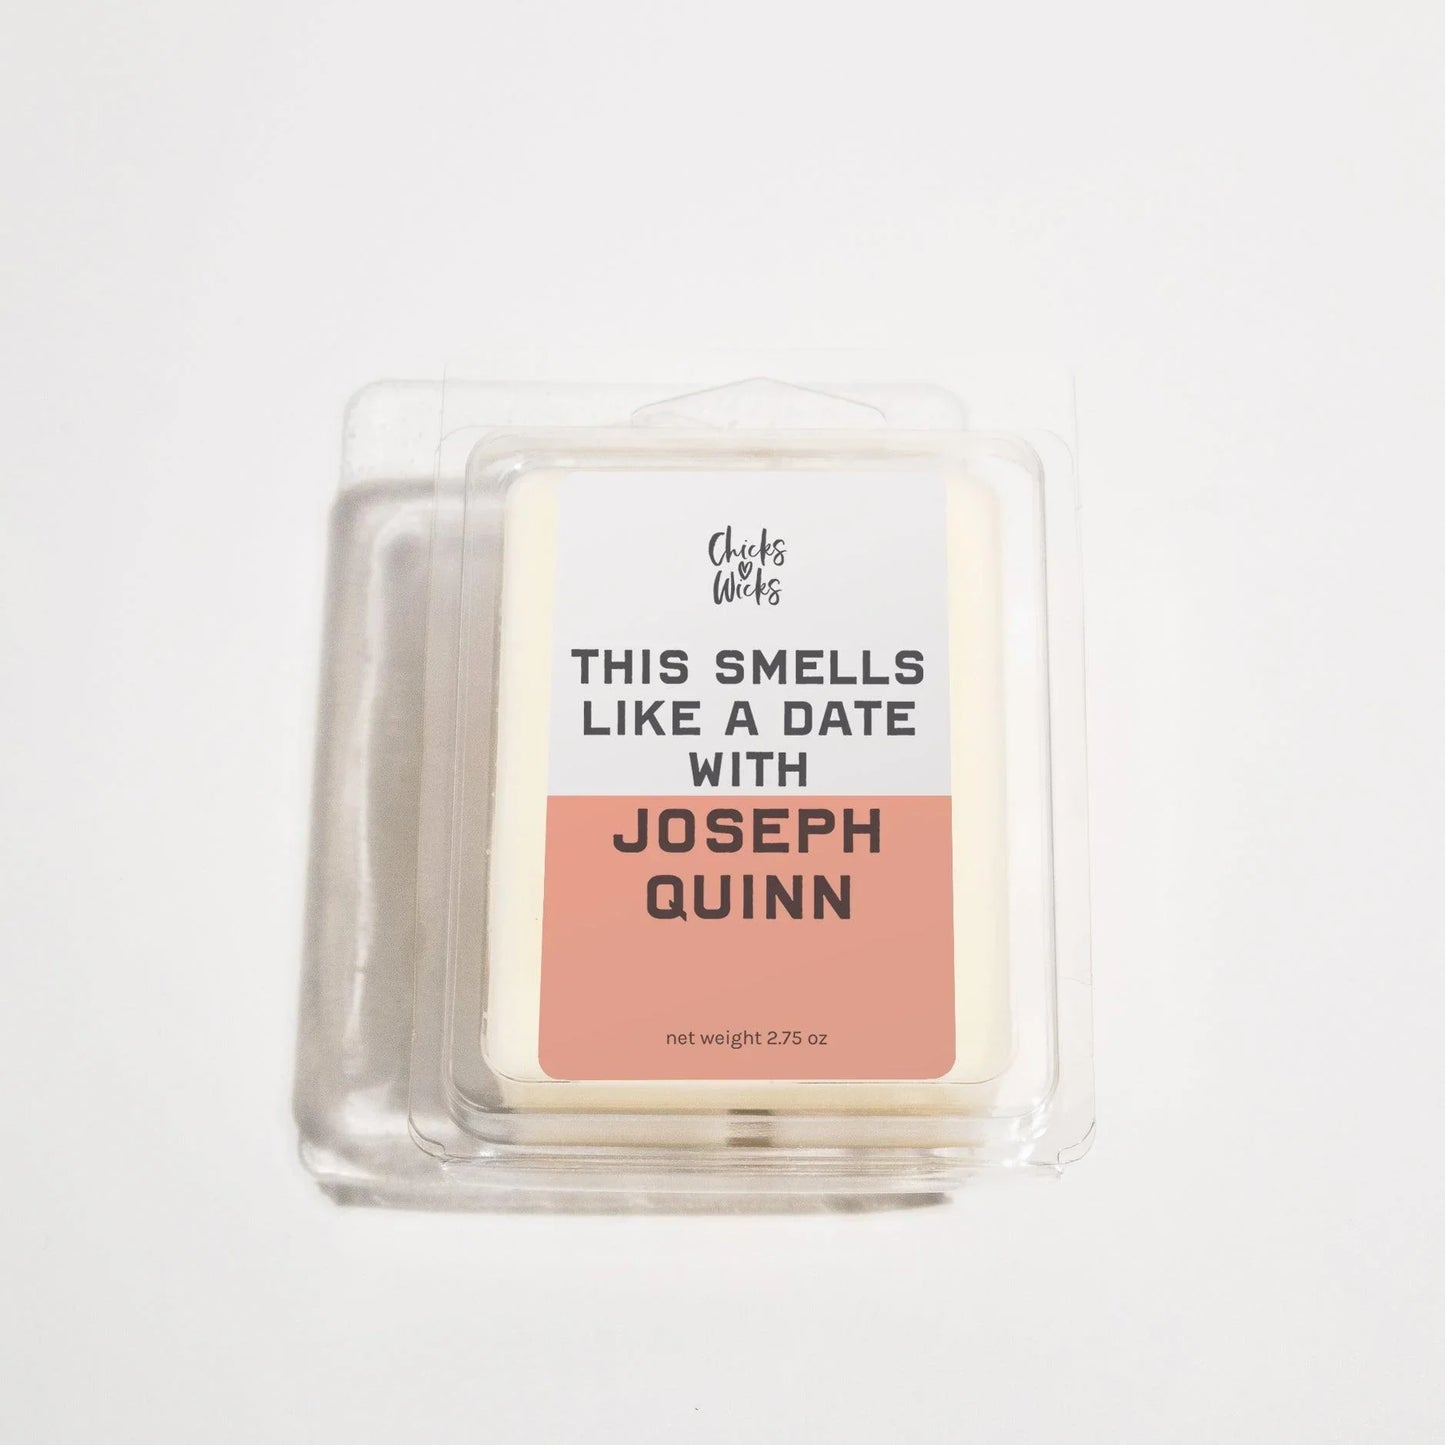 Chicks
Wicks
THIS SMELLS
LIKE A DATE
WITH
JOSEPH
QUINN
net weight 2.75 oz